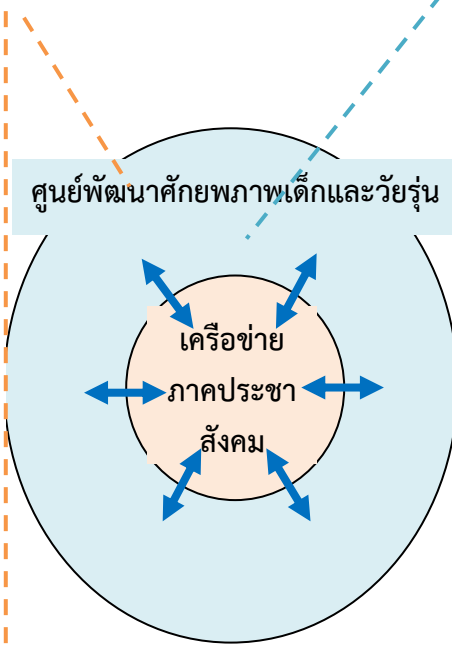 ศูนย์พัฒนาศักยพภาพเด็กและวัยรุ่น
เครือข่าย
ภาคประชา
สังคม